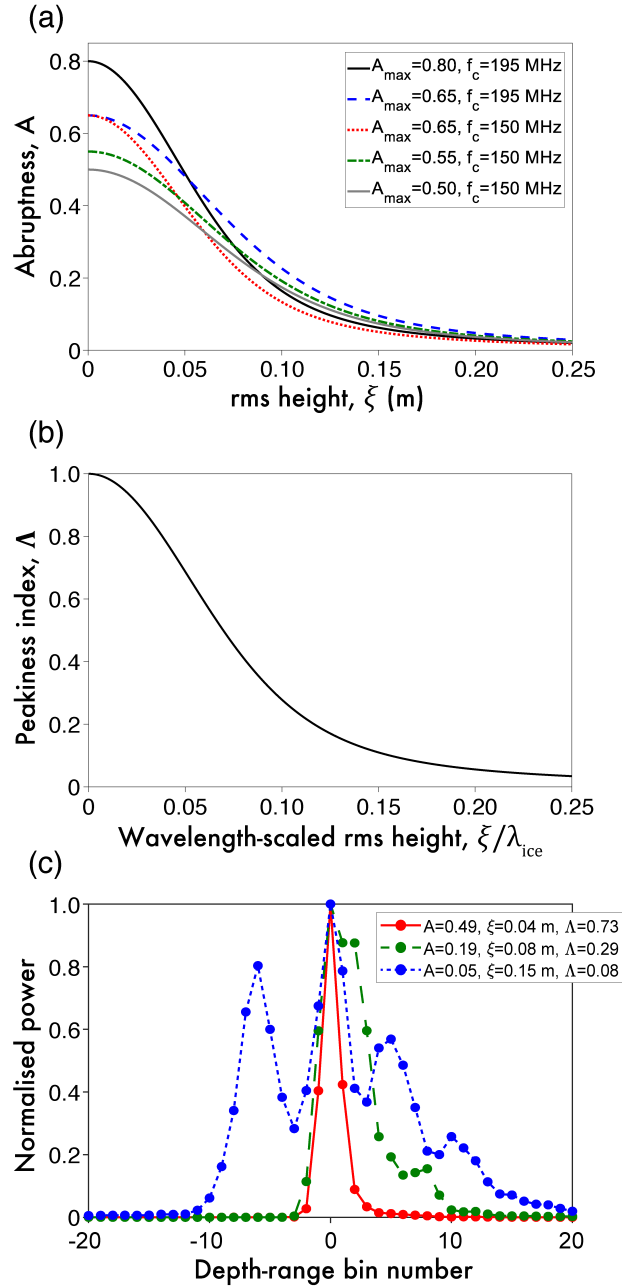 (a)
0.8
0.6
0.4
0.2
0
Abruptness, A
A_max=0.80, f_c=195 MHz
A_max=0.65, f_c=195 MHz
A_max=0.65, f_c=150 MHz
A_max=0.55, f_c=150 MHz
A_max=0.50, f_c=150 MHz
0 0.05 0.10 0.15 0.20 0.25
rms height, ξ (m)
(b)
1.0
0.8
0.6
0.4
0.2
0
Peakiness index, Λ
0 0.05 0.10 0.15 0.20 0.25
Wavelength-scaled rms height, ξ/λ_ice
(c)
1.0
0.8
0.6
0.4
0.2
0
Normalised power
A=0.49, ξ=0.04 m, Λ=0.73
A=0.19, ξ=0.08 m, Λ=0.29
A=0.05, ξ=0.15 m, Λ=0.08
-20 -10 0 10 20
Depth-range bin number